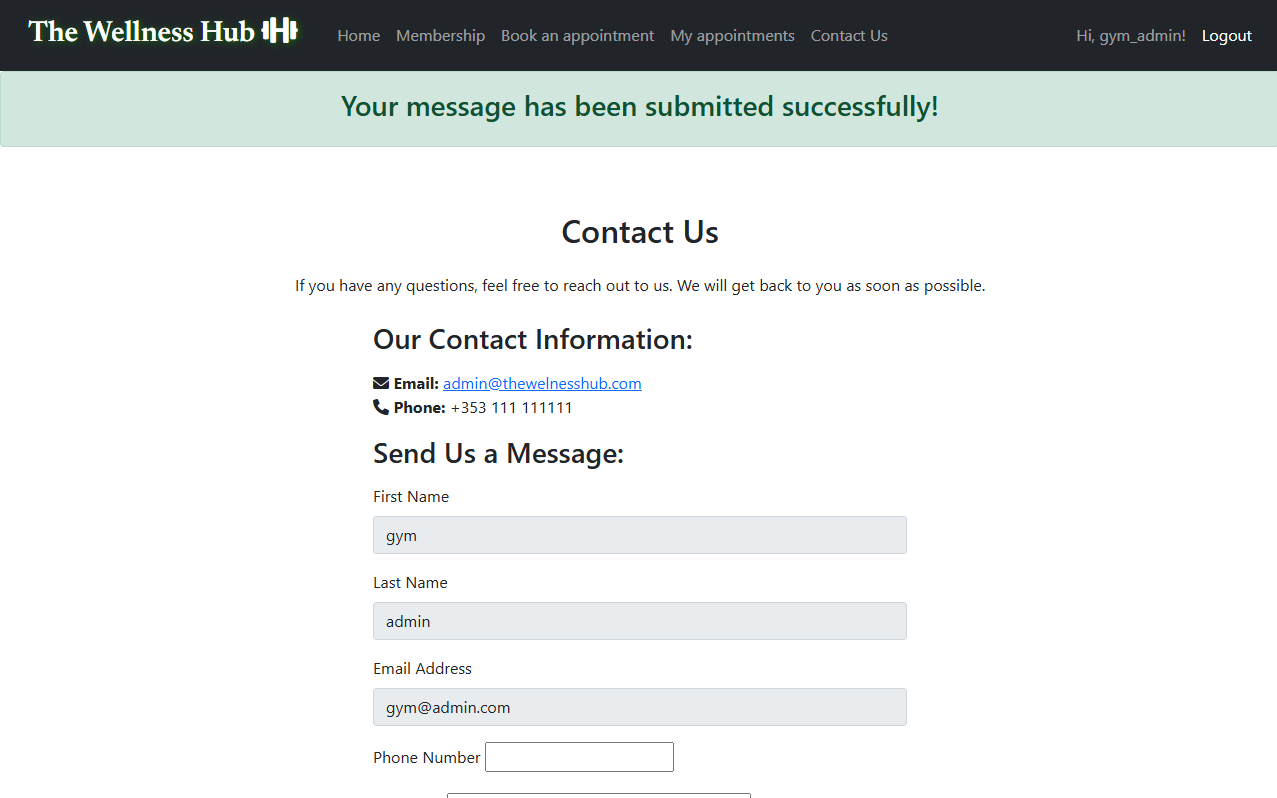 The Wellness Hub
Home Membership Book an appointment My appointments Contact Us Hi, gym_admin! Logout
Your message has been submitted successfully!
Contact Us
If you have any questions, feel free to reach out to us. We will get back to you as soon as possible.
Our Contact Information:
Email: admin@thewelnesshub.com
Phone: +353 111 111111
Send Us a Message:
First Name
gym
Last Name
admin
Email Address
gym@admin.com
Phone Number